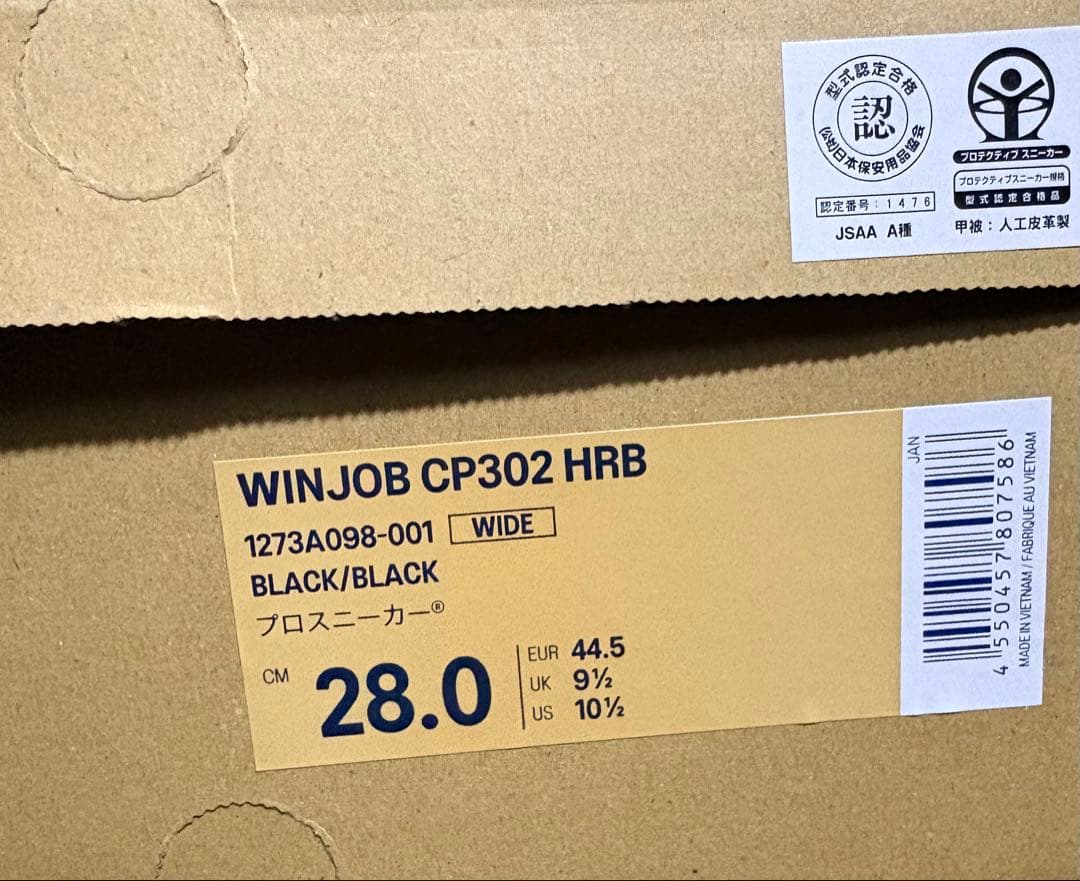 型式認定合格
認
(公社)日本保安用品協会
認定番号:1476
JSAA A種
プロテクティブ スニーカー
プロテクティブスニーカー規格
型式認定合格品
甲被:人工皮革製
WINJOB CP302 HRB
1273A098-001 WIDE
BLACK/BLACK
プロスニーカー®
CM 28.0
EUR 44.5
UK 9½
US 10½
JAN
4550457807586
MADE IN VIETNAM / FABRIQUE AU VIETNAM